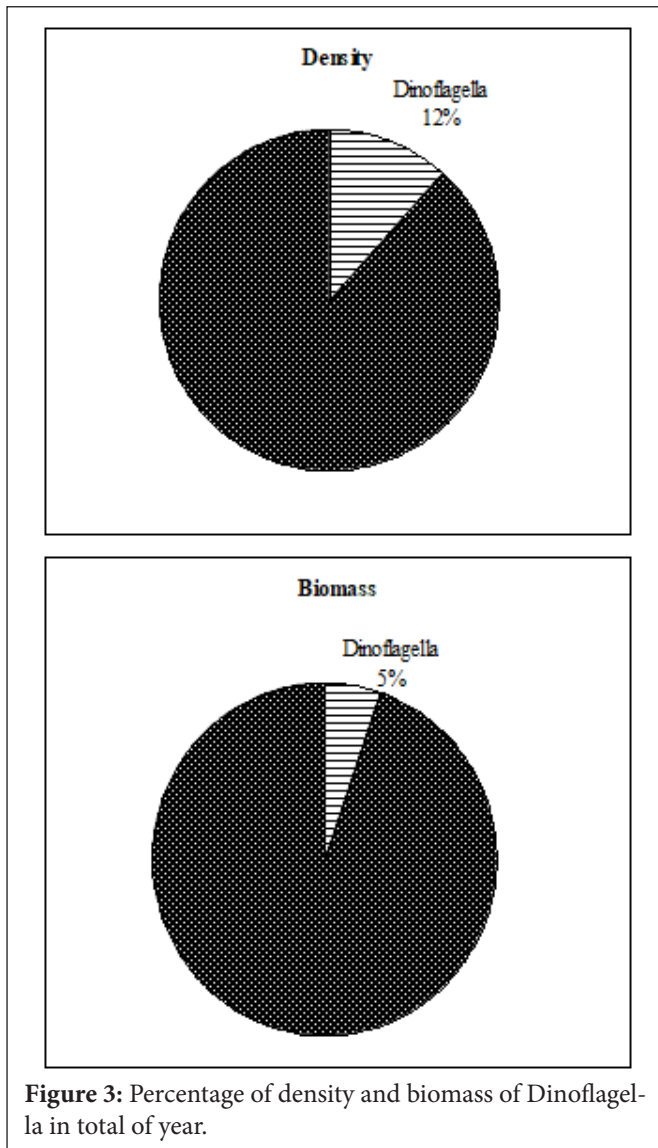 Density
Dinoflagella
12%
Biomass
Dinoflagella
5%
Figure 3: Percentage of density and biomass of Dinoflagel-
la in total of year.